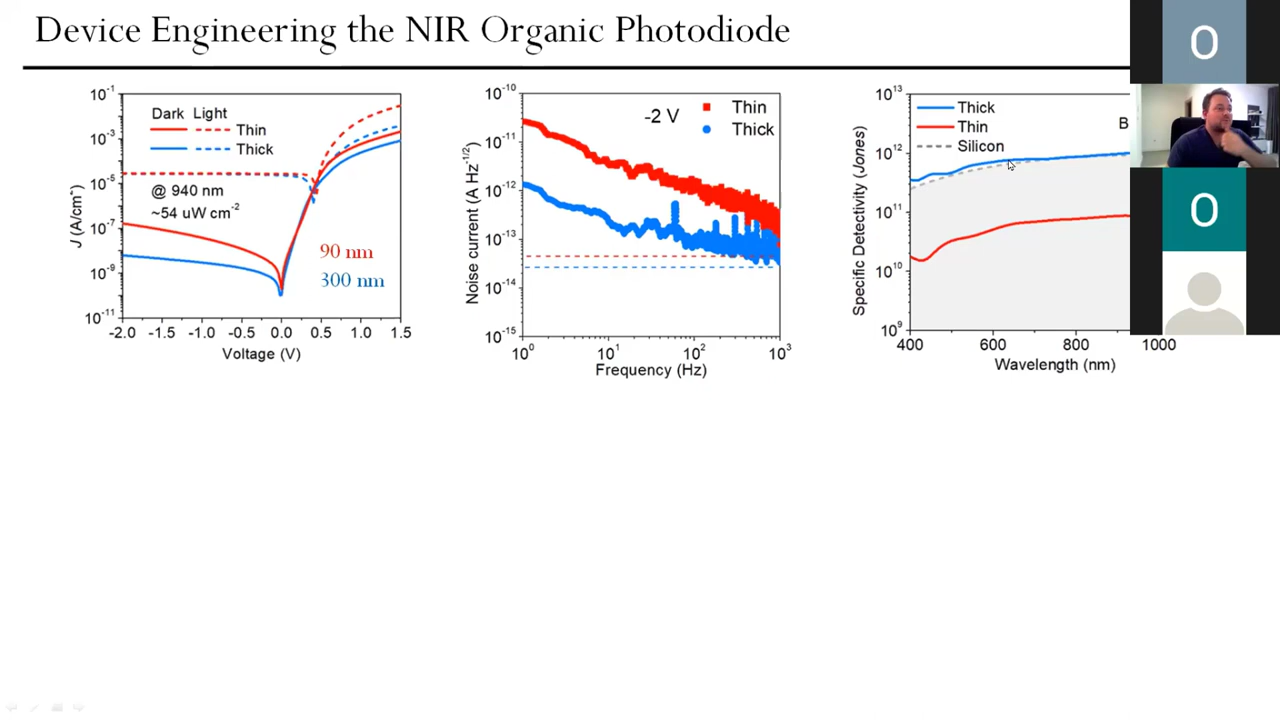 Device Engineering the NIR Organic Photodiode
10⁻¹
10⁻³
10⁻⁵
10⁻⁷
10⁻⁹
10⁻¹¹
J (A/cm²)
Dark Light
Thin
Thick
@ 940 nm
~54 uW cm⁻²
90 nm
300 nm
-2.0 -1.5 -1.0 -0.5 0.0 0.5 1.0 1.5
Voltage (V)
10⁻¹⁰
10⁻¹¹
10⁻¹²
10⁻¹³
10⁻¹⁴
10⁻¹⁵
Noise current (A Hz⁻¹/²)
-2 V
Thin
Thick
10⁰ 10¹ 10² 10³
Frequency (Hz)
10¹³
10¹²
10¹¹
10¹⁰
10⁹
Specific Detectivity (Jones)
Thick
Thin
Silicon
B
400 600 800 1000
Wavelength (nm)
O
O